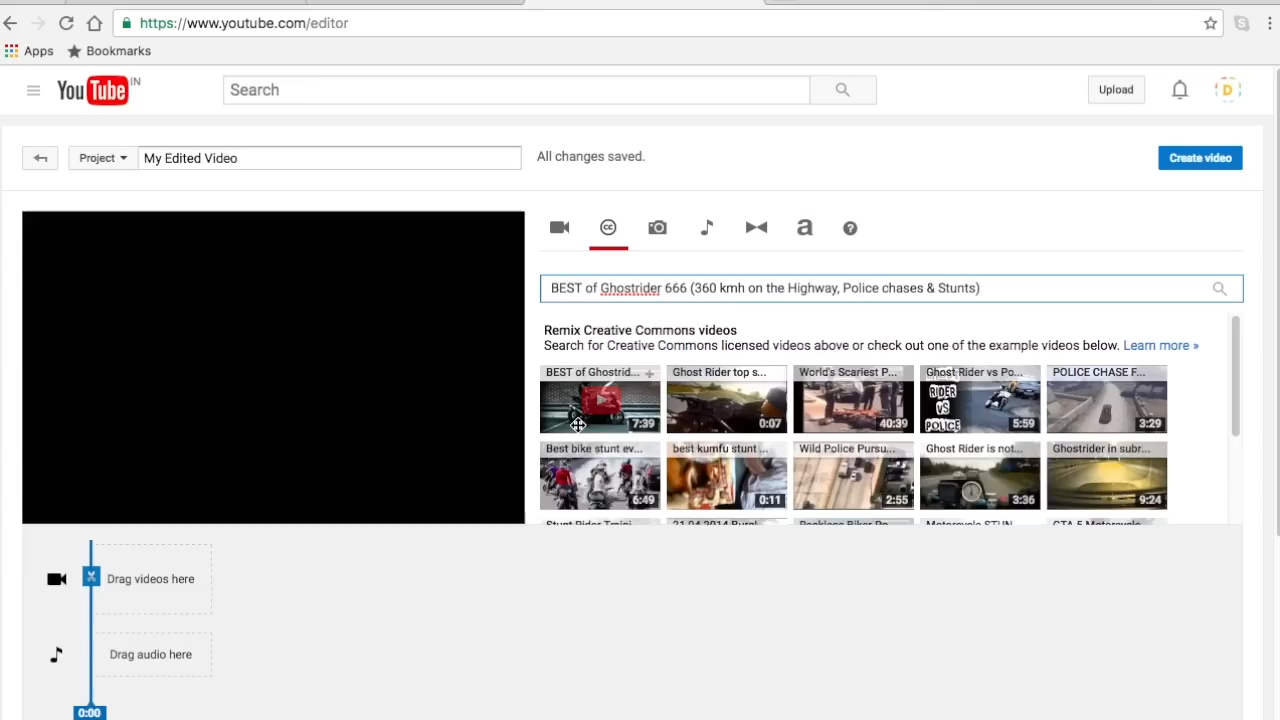 https://www.youtube.com/editor
Apps
Bookmarks
YouTube IN
Search
Upload
D
Project
My Edited Video
All changes saved.
Create video
cc
a
?
BEST of Ghostrider 666 (360 kmh on the Highway, Police chases & Stunts)
Remix Creative Commons videos
Search for Creative Commons licensed videos above or check out one of the example videos below. Learn more »
BEST of Ghostrid...
7:39
Ghost Rider top s...
0:07
World's Scariest P...
40:39
Ghost Rider vs Po...
RIDER
VS
POLICE
5:59
POLICE CHASE F...
3:29
Best bike stunt ev...
6:49
best kumfu stunt ...
0:11
Wild Police Pursu...
2:55
Ghost Rider is not...
3:36
Ghostrider in subr...
9:24
Drag videos here
Drag audio here
0:00